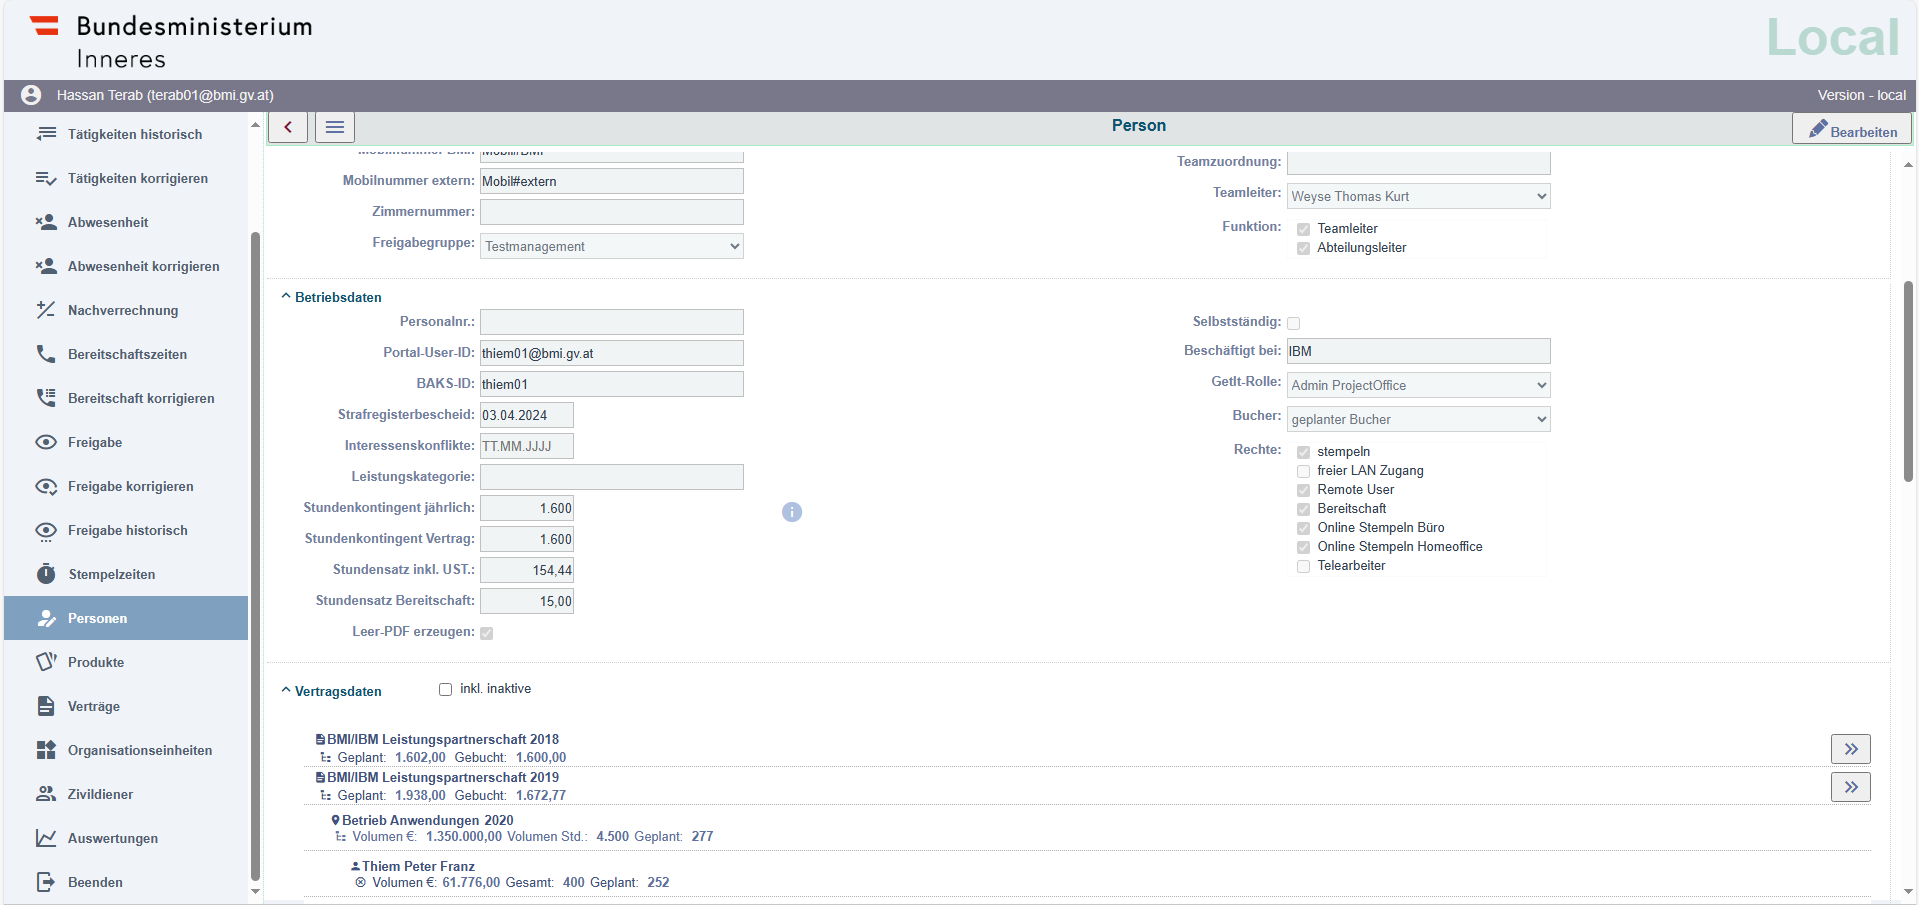 Bundesministerium
Inneres
Local
Hassan Terab (terab01@bmi.gv.at)
Version - local
Person
Bearbeiten
Tätigkeiten historisch
Tätigkeiten korrigieren
Abwesenheit
Abwesenheit korrigieren
Nachverrechnung
Bereitschaftszeiten
Bereitschaft korrigieren
Freigabe
Freigabe korrigieren
Freigabe historisch
Stempelzeiten
Personen
Produkte
Verträge
Organisationseinheiten
Zivildiener
Auswertungen
Beenden
Mobilnummer BMI: Mobil#BMI
Mobilnummer extern: Mobil#extern
Zimmernummer:
Freigabegruppe: Testmanagement
Teamzuordnung:
Teamleiter: Weyse Thomas Kurt
Funktion: Teamleiter
Abteilungsleiter
Betriebsdaten
Personalnr.:
Portal-User-ID: thiem01@bmi.gv.at
BAKS-ID: thiem01
Strafregisterbescheid: 03.04.2024
Interessenskonflikte: TT.MM.JJJJ
Leistungskategorie:
Stundenkontingent jährlich: 1.600
Stundenkontingent Vertrag: 1.600
Stundensatz inkl. UST.: 154,44
Stundensatz Bereitschaft: 15,00
Leer-PDF erzeugen:
Selbstständig:
Beschäftigt bei: IBM
GetIt-Rolle: Admin ProjectOffice
Bucher: geplanter Bucher
Rechte: stempeln
freier LAN Zugang
Remote User
Bereitschaft
Online Stempeln Büro
Online Stempeln Homeoffice
Telearbeiter
Vertragsdaten inkl. inaktive
BMI/IBM Leistungspartnerschaft 2018
Geplant: 1.602,00 Gebucht: 1.600,00
BMI/IBM Leistungspartnerschaft 2019
Geplant: 1.938,00 Gebucht: 1.672,77
Betrieb Anwendungen 2020
Volumen €: 1.350.000,00 Volumen Std.: 4.500 Geplant: 277
Thiem Peter Franz
Volumen €: 61.776,00 Gesamt: 400 Geplant: 252